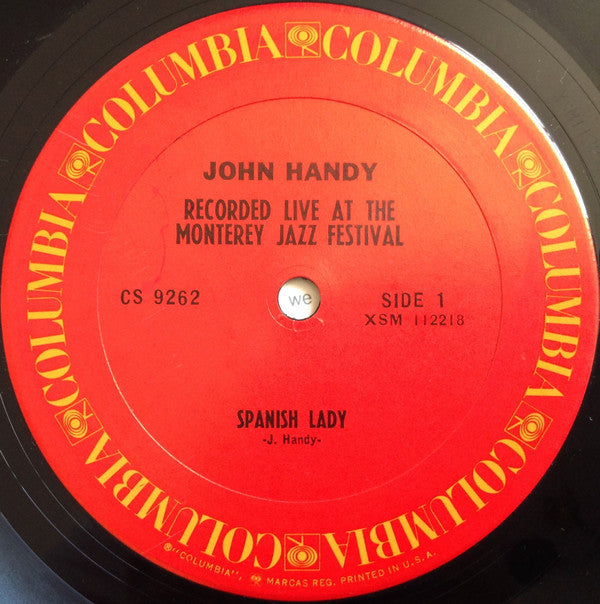 COLUMBIA COLUMBIA COLUMBIA COLUMBIA COLUMBIA COLUMBIA
JOHN HANDY
RECORDED LIVE AT THE
MONTEREY JAZZ FESTIVAL
CS 9262
we
SIDE 1
XSM 112218
SPANISH LADY
-J. Handy-
℗"COLUMBIA", MARCAS REG. PRINTED IN U.S.A.